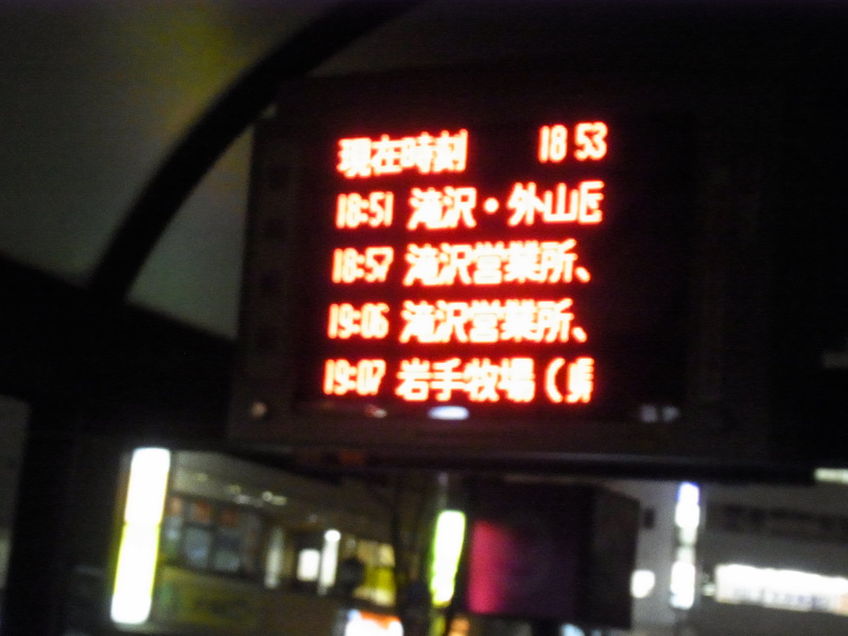 現在時刻 18 53
18:51 滝沢・外山
18:57 滝沢営業所、
19:06 滝沢営業所、
19:07 岩手牧場(